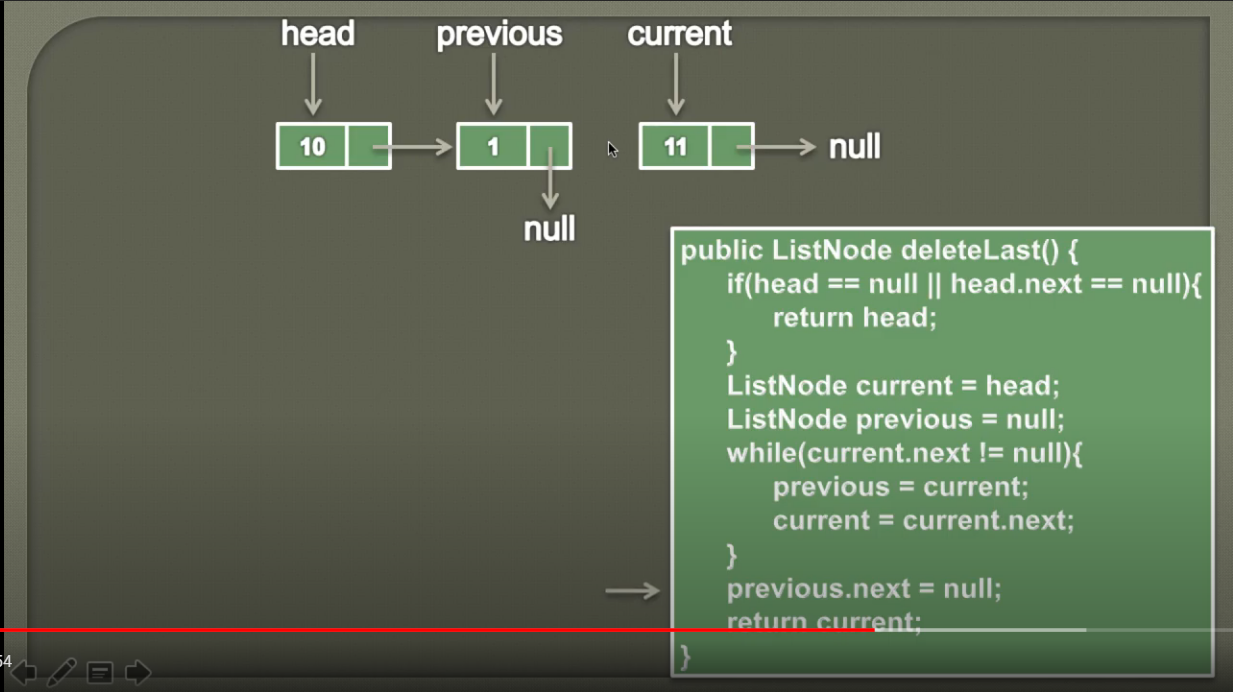 head previous current
10 1 11 null
null
public ListNode deleteLast() {
if(head == null || head.next == null){
return head;
}
ListNode current = head;
ListNode previous = null;
while(current.next != null){
previous = current;
current = current.next;
}
previous.next = null;
return current;
}
54